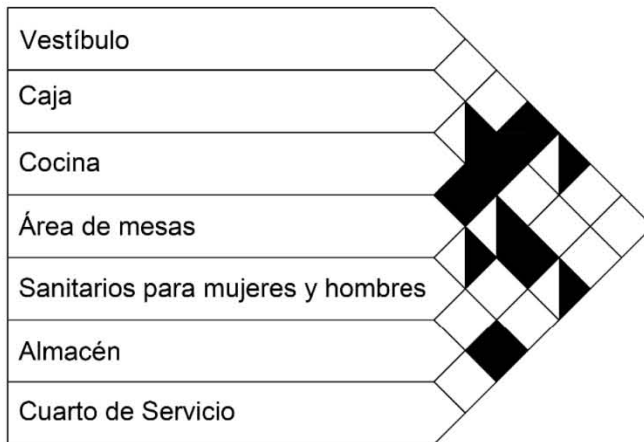 Vestíbulo
Caja
Cocina
Área de mesas
Sanitarios para mujeres y hombres
Almacén
Cuarto de Servicio